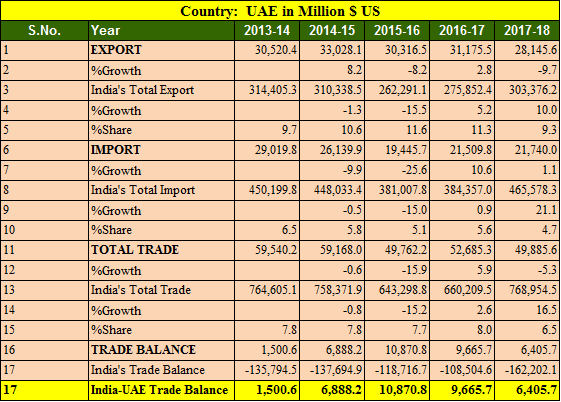 Country: UAE in Million $ US
S.No. Year 2013-14 2014-15 2015-16 2016-17 2017-18
1 EXPORT 30,520.4 33,028.1 30,316.5 31,175.5 28,145.6
2 %Growth 8.2 -8.2 2.8 -9.7
3 India's Total Export 314,405.3 310,338.5 262,291.1 275,852.4 303,376.2
4 %Growth -1.3 -15.5 5.2 10.0
5 %Share 9.7 10.6 11.6 11.3 9.3
6 IMPORT 29,019.8 26,139.9 19,445.7 21,509.8 21,740.0
7 %Growth -9.9 -25.6 10.6 1.1
8 India's Total Import 450,199.8 448,033.4 381,007.8 384,357.0 465,578.3
9 %Growth -0.5 -15.0 0.9 21.1
10 %Share 6.5 5.8 5.1 5.6 4.7
11 TOTAL TRADE 59,540.2 59,168.0 49,762.2 52,685.3 49,885.6
12 %Growth -0.6 -15.9 5.9 -5.3
13 India's Total Trade 764,605.1 758,371.9 643,298.8 660,209.5 768,954.5
14 %Growth -0.8 -15.2 2.6 16.5
15 %Share 7.8 7.8 7.7 8.0 6.5
16 TRADE BALANCE 1,500.6 6,888.2 10,870.8 9,665.7 6,405.7
17 India's Trade Balance -135,794.5 -137,694.9 -118,716.7 -108,504.6 -162,202.1
17 India-UAE Trade Balance 1,500.6 6,888.2 10,870.8 9,665.7 6,405.7